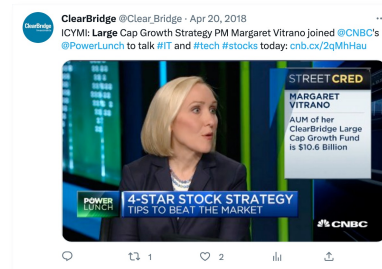 ClearBridge @Clear_Bridge · Apr 20, 2018
ICYMI: Large Cap Growth Strategy PM Margaret Vitrano joined @CNBC's
@PowerLunch to talk #IT and #tech #stocks today: cnb.cx/2qMhHau
STREET CRED
MARGARET
VITRANO
AUM of her
ClearBridge Large
Cap Growth Fund
is $10.6 Billion
POWER
LUNCH
4-STAR STOCK STRATEGY
TIPS TO BEAT THE MARKET
CNBC
1
2